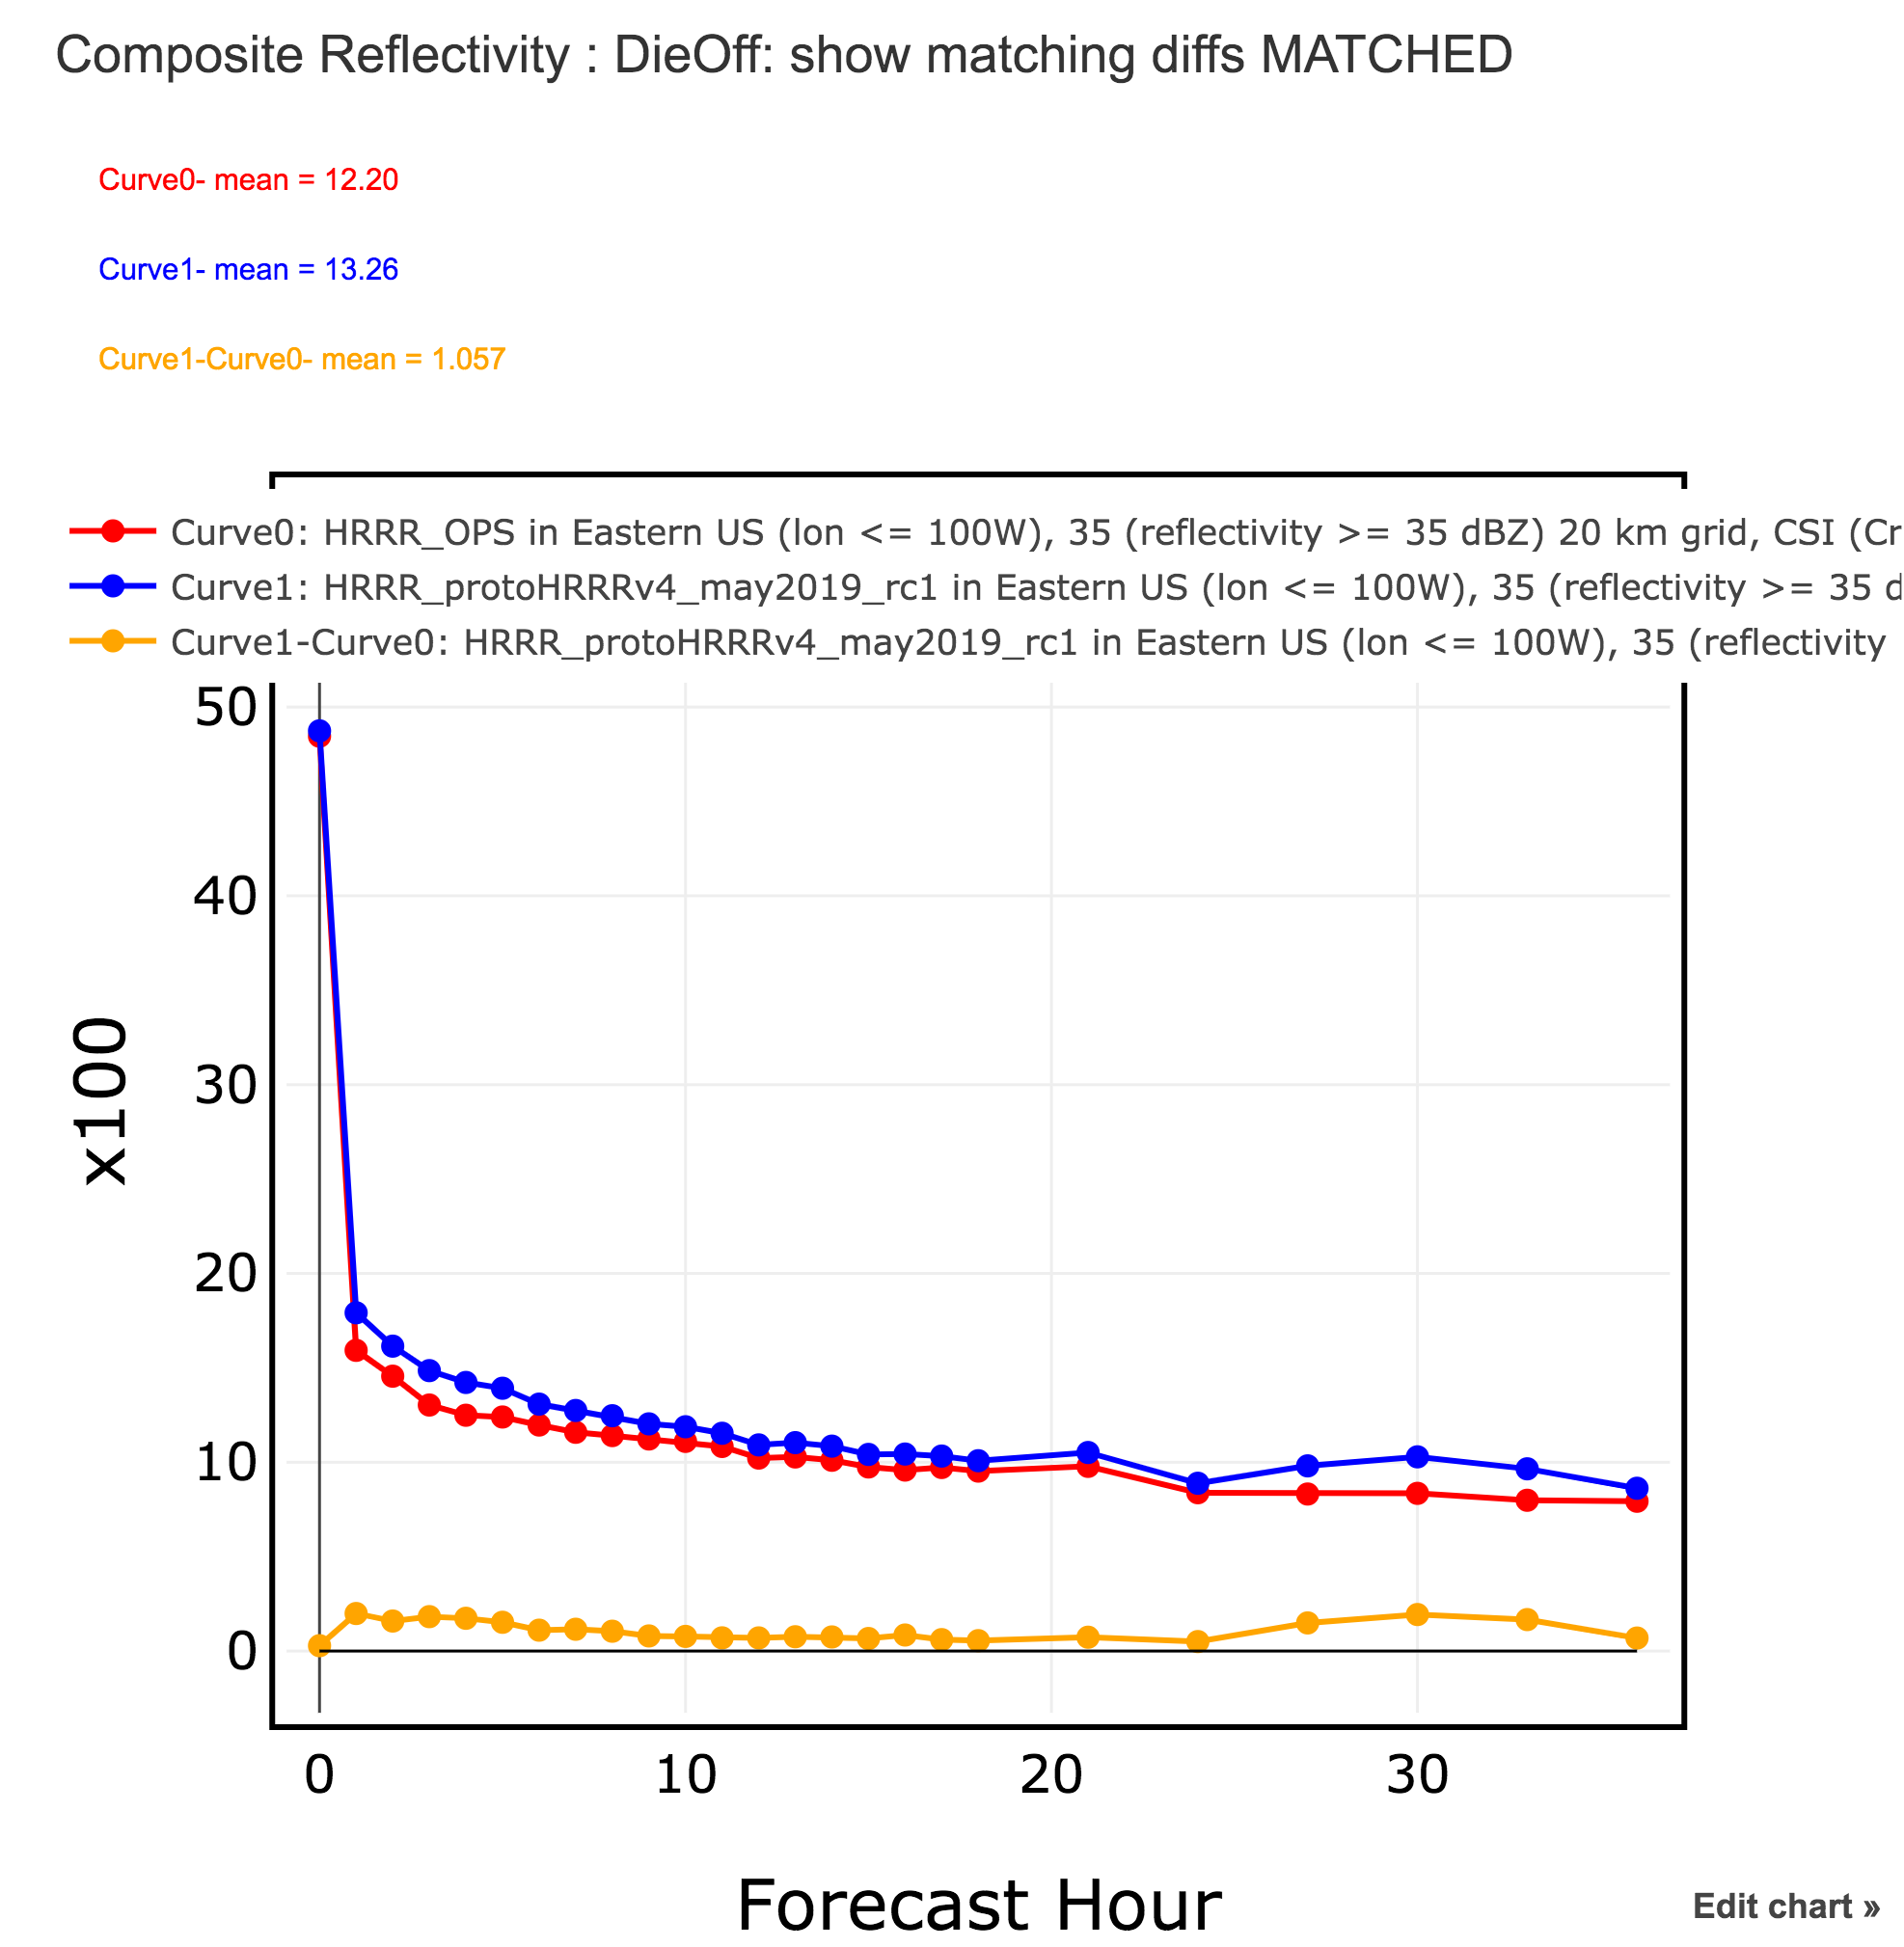 Composite Reflectivity : DieOff: show matching diffs MATCHED
Curve0- mean = 12.20
Curve1- mean = 13.26
Curve1-Curve0- mean = 1.057
Curve0: HRRR_OPS in Eastern US (lon <= 100W), 35 (reflectivity >= 35 dBZ) 20 km grid, CSI (Cr
Curve1: HRRR_protoHRRRv4_may2019_rc1 in Eastern US (lon <= 100W), 35 (reflectivity >= 35 d
Curve1-Curve0: HRRR_protoHRRRv4_may2019_rc1 in Eastern US (lon <= 100W), 35 (reflectivity
50
40
30
20
10
0
x100
0 10 20 30
Forecast Hour
Edit chart »